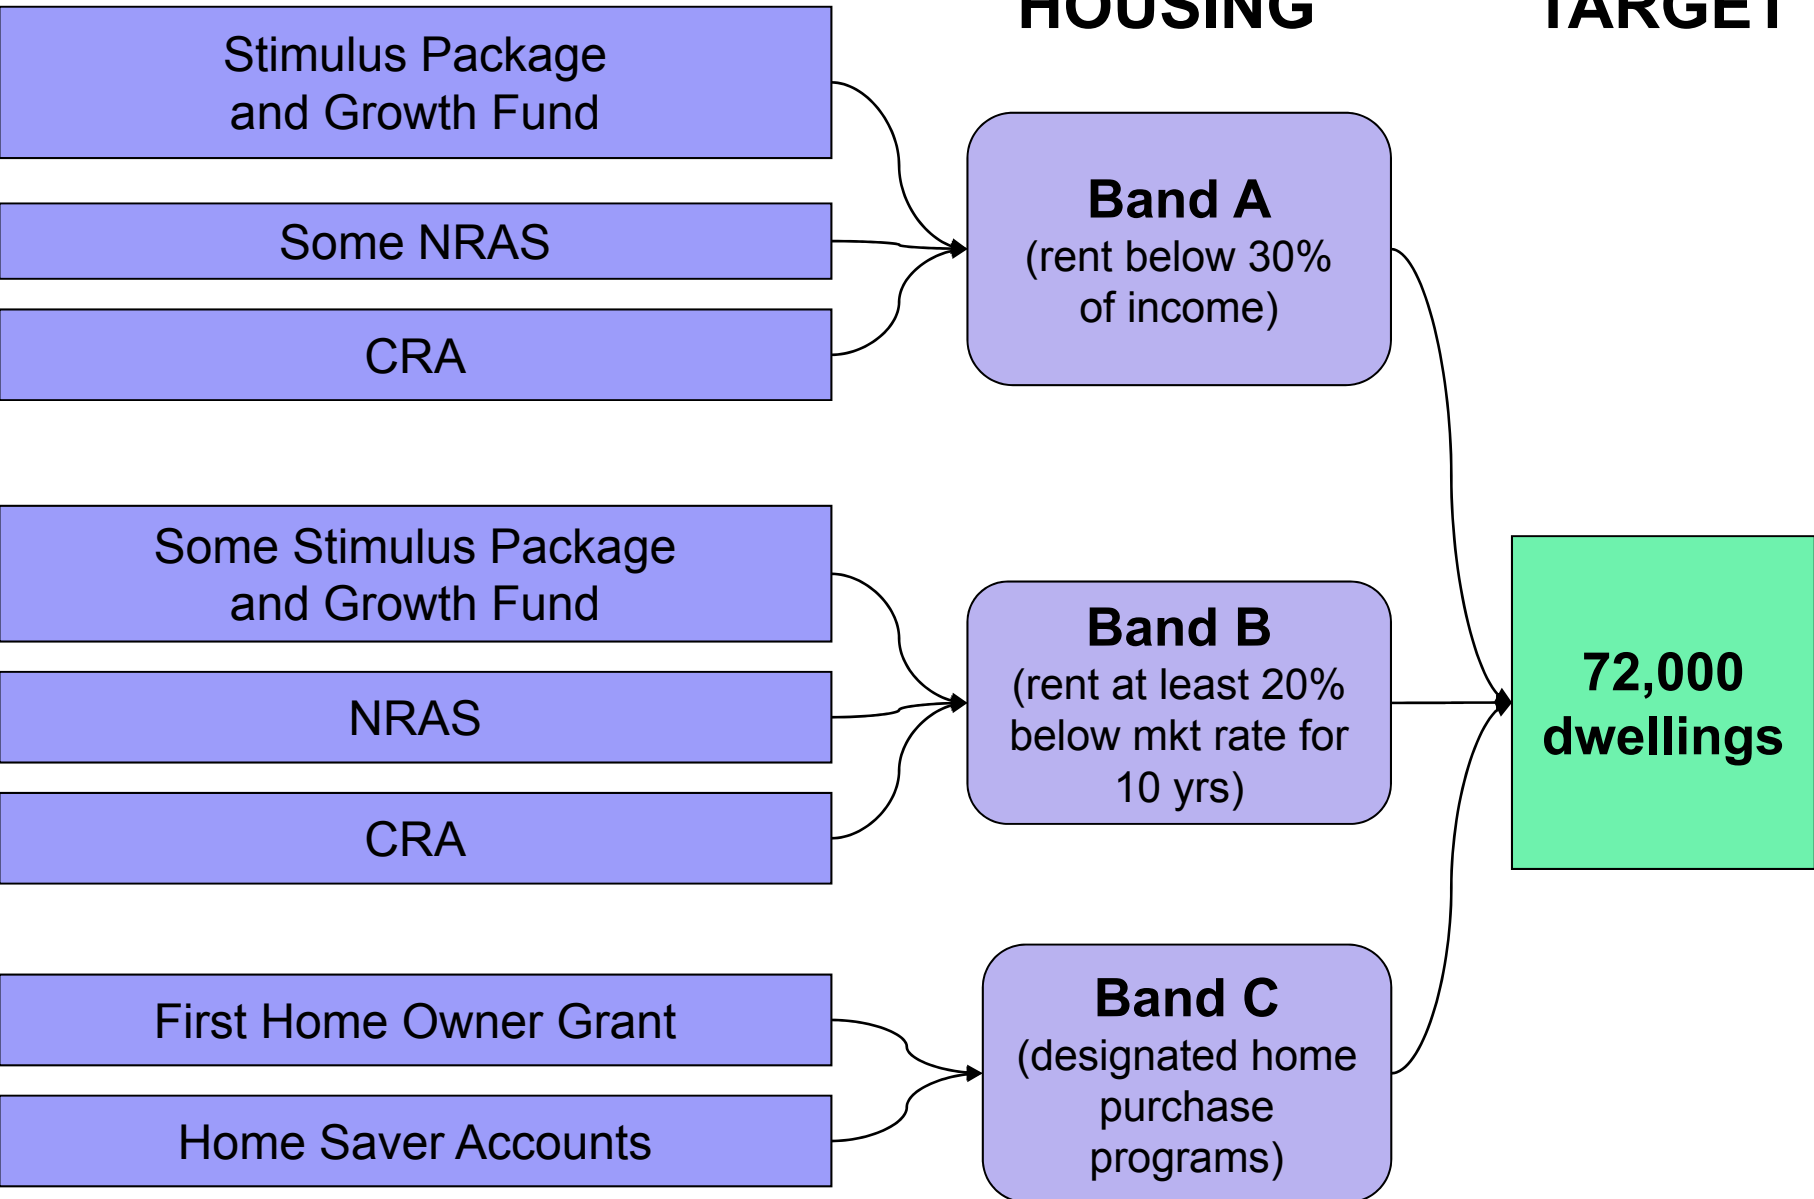 HOUSING
TARGET
Stimulus Package
and Growth Fund
Some NRAS
CRA
Band A
(rent below 30%
of income)
Some Stimulus Package
and Growth Fund
NRAS
CRA
Band B
(rent at least 20%
below mkt rate for
10 yrs)
72,000
dwellings
First Home Owner Grant
Home Saver Accounts
Band C
(designated home
purchase
programs)